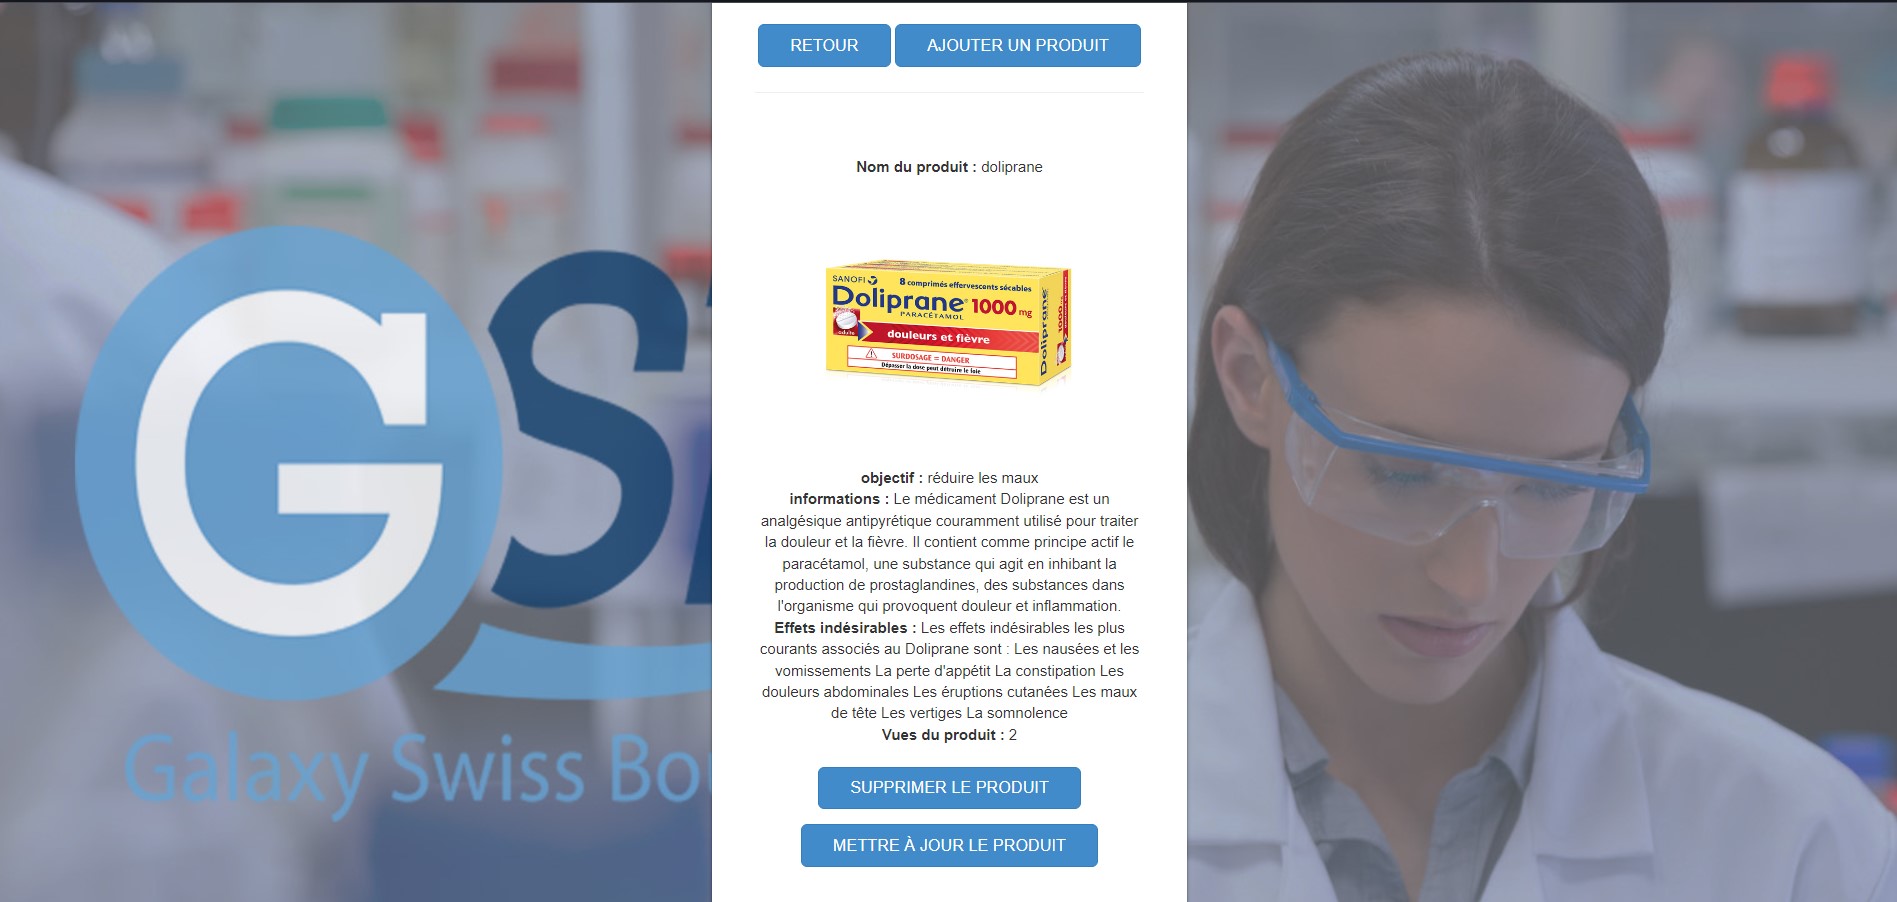 RETOUR
AJOUTER UN PRODUIT
Nom du produit : doliprane
SANOFI
8 comprimés effervescents sécables
Doliprane® 1000 mg
PARACÉTAMOL
adulte
douleurs et fièvre
SURDOSAGE = DANGER
Dépasser la dose peut détruire le foie
Doliprane
1000 mg
GS
Galaxy Swiss Bou
objectif : réduire les maux
informations : Le médicament Doliprane est un
analgésique antipyrétique couramment utilisé pour traiter
la douleur et la fièvre. Il contient comme principe actif le
paracétamol, une substance qui agit en inhibant la
production de prostaglandines, des substances dans
l'organisme qui provoquent douleur et inflammation.
Effets indésirables : Les effets indésirables les plus
courants associés au Doliprane sont : Les nausées et les
vomissements La perte d'appétit La constipation Les
douleurs abdominales Les éruptions cutanées Les maux
de tête Les vertiges La somnolence
Vues du produit : 2
SUPPRIMER LE PRODUIT
METTRE À JOUR LE PRODUIT